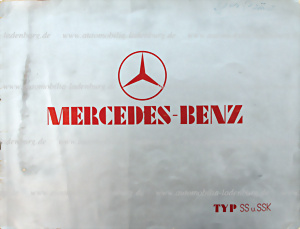 MERCEDES-BENZ
TYP SS u. SSK